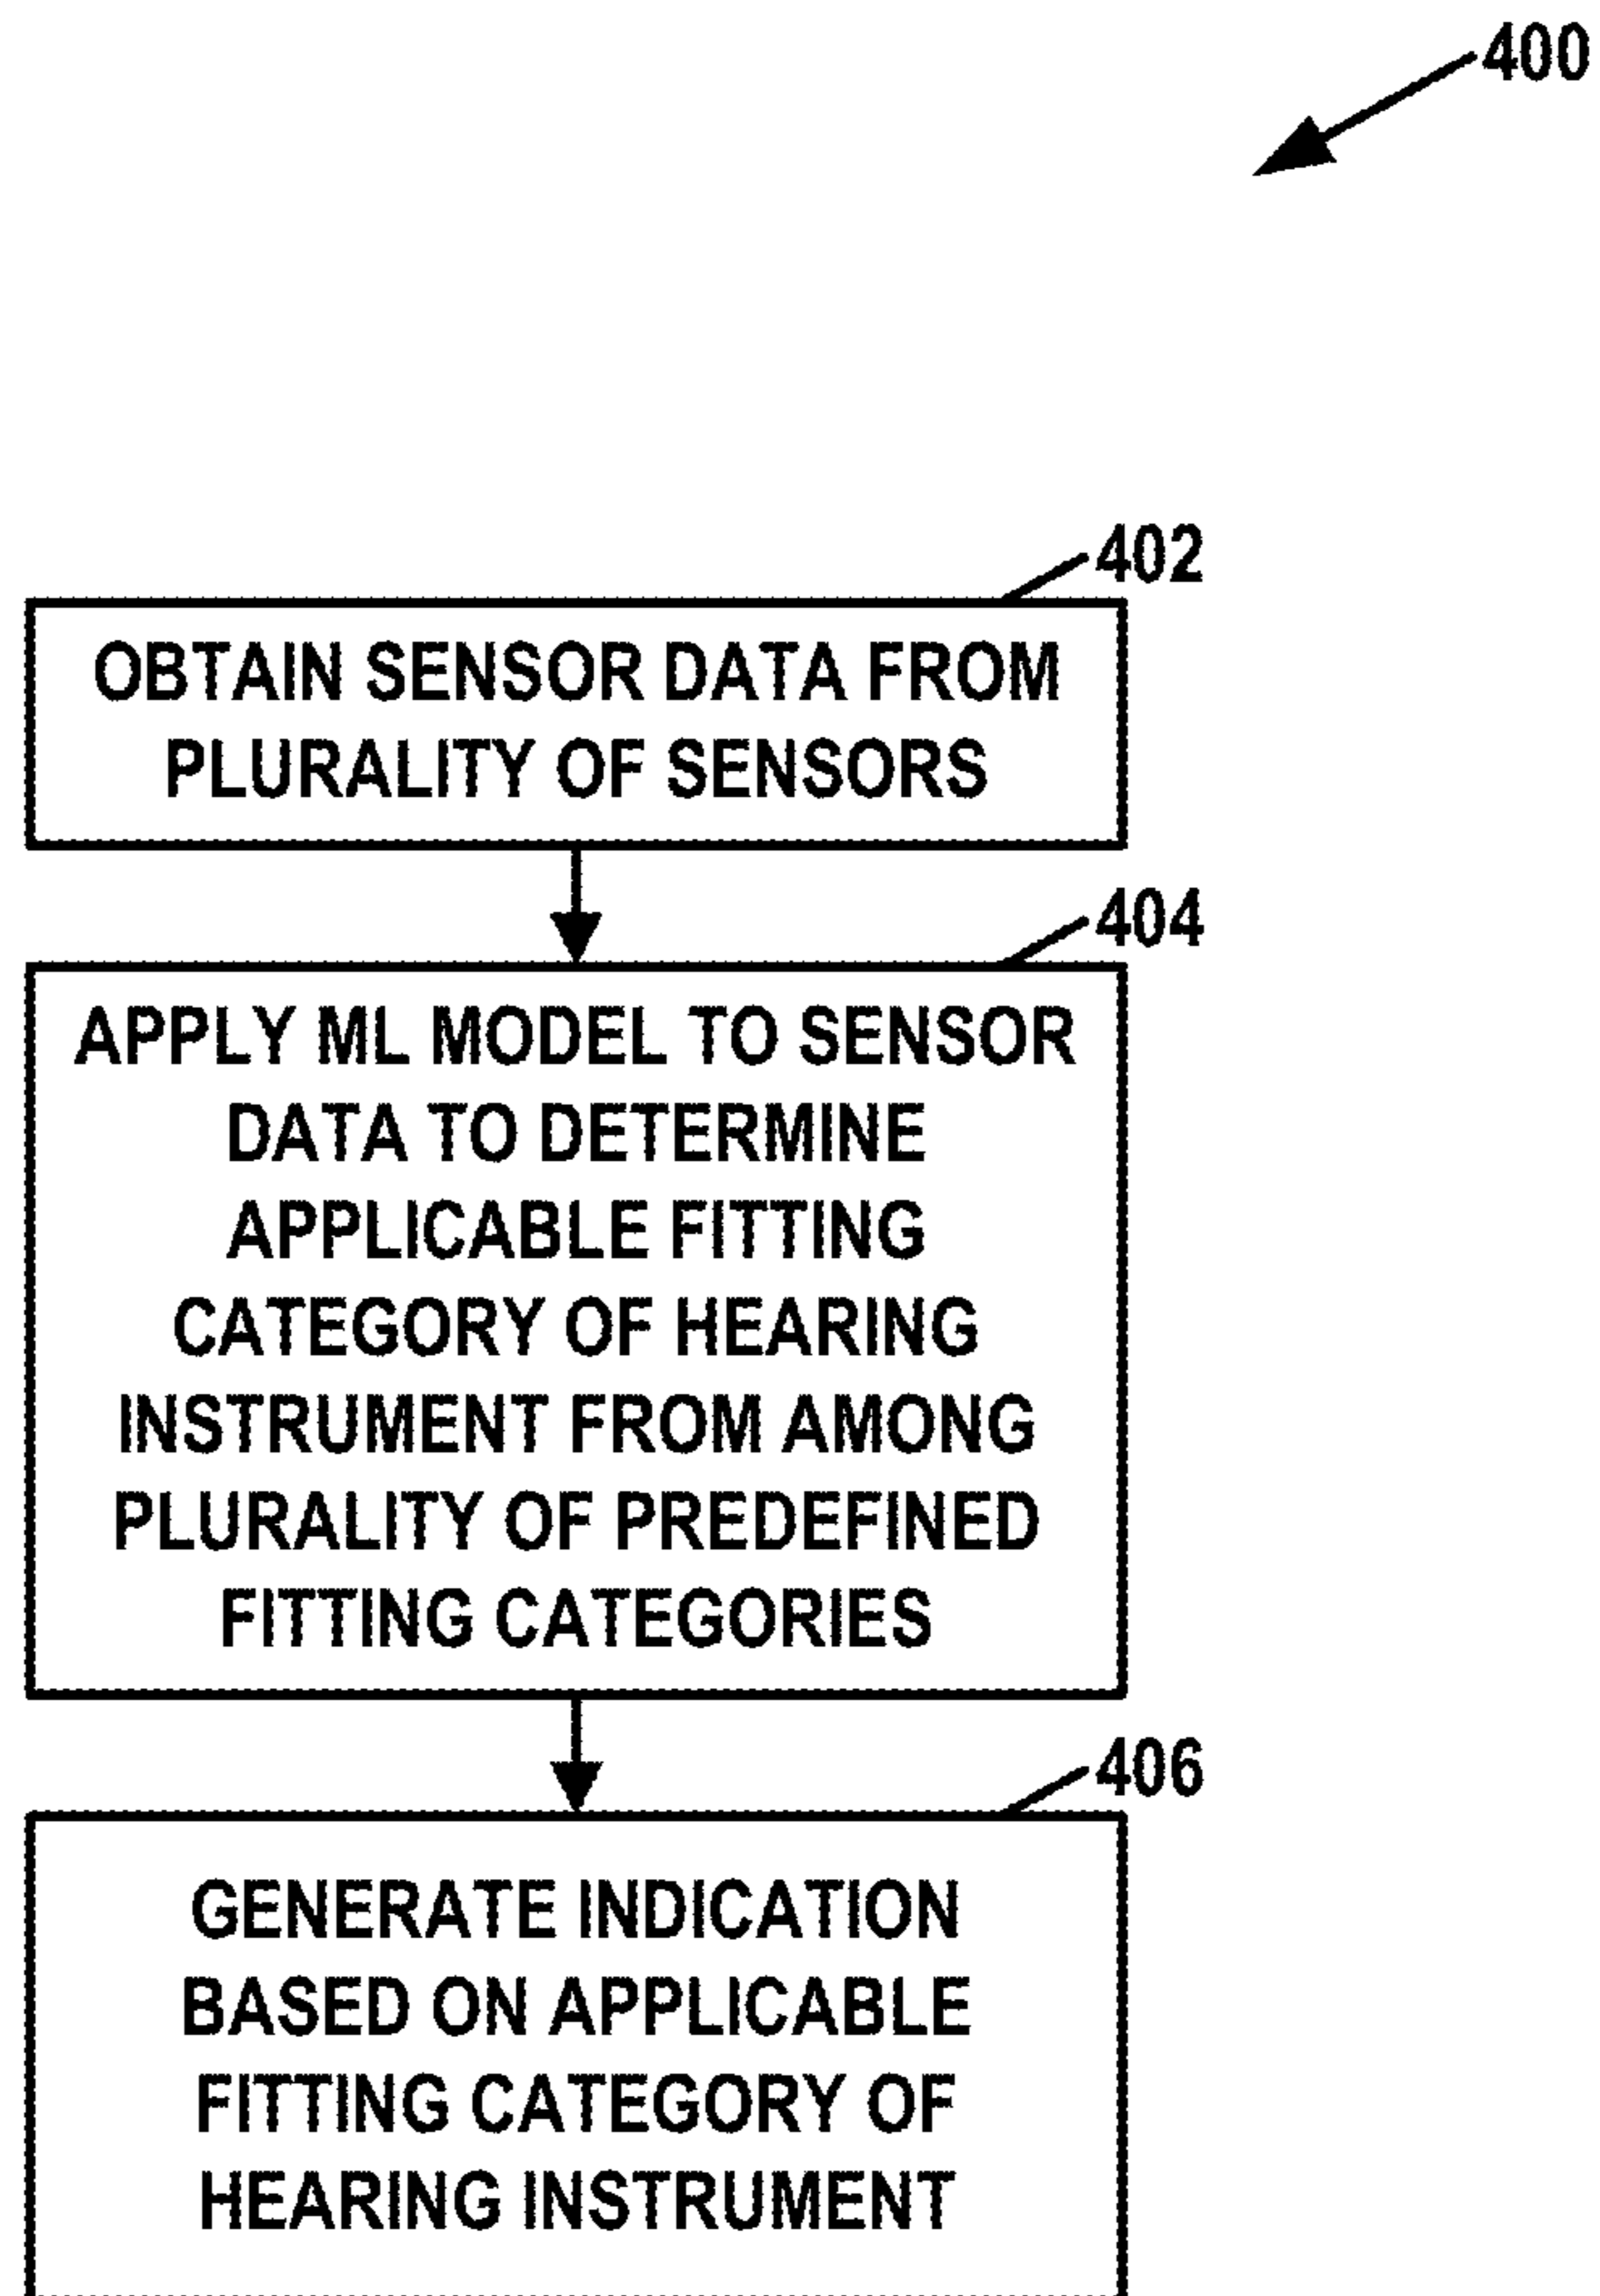 400
402
OBTAIN SENSOR DATA FROM
PLURALITY OF SENSORS
404
APPLY ML MODEL TO SENSOR
DATA TO DETERMINE
APPLICABLE FITTING
CATEGORY OF HEARING
INSTRUMENT FROM AMONG
PLURALITY OF PREDEFINED
FITTING CATEGORIES
406
GENERATE INDICATION
BASED ON APPLICABLE
FITTING CATEGORY OF
HEARING INSTRUMENT